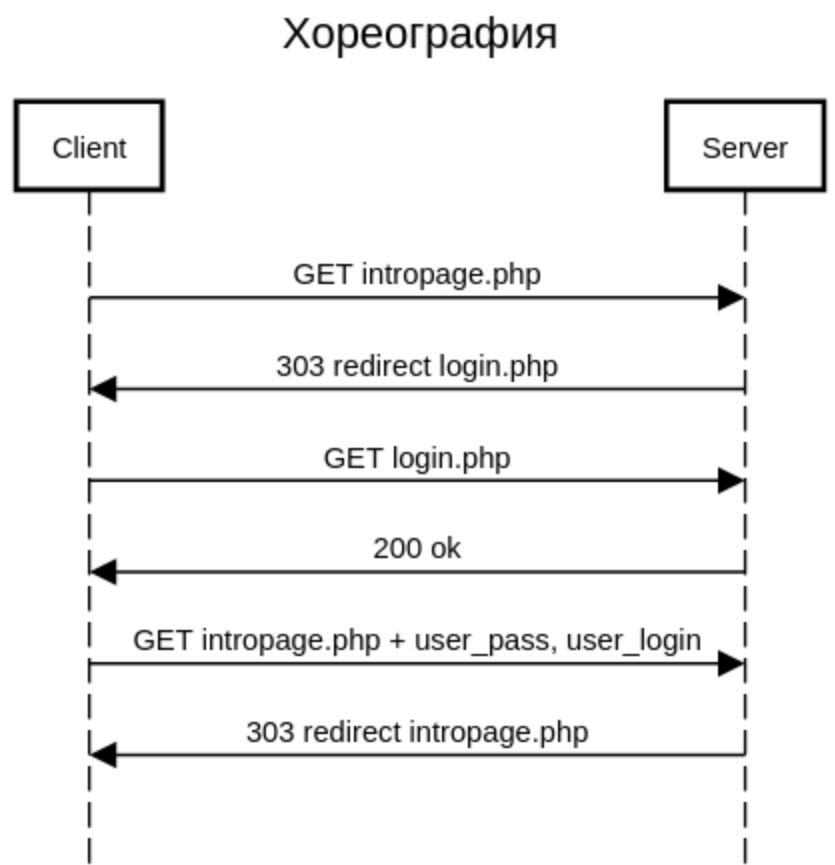 Хореография
Client
Server
GET intropage.php
303 redirect login.php
GET login.php
200 ok
GET intropage.php + user_pass, user_login
303 redirect intropage.php